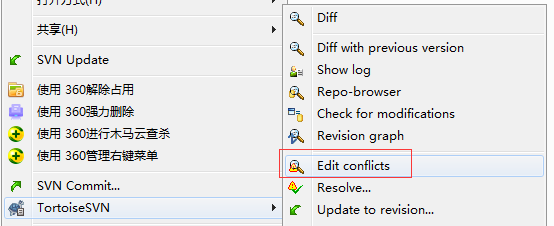 共享(H)
SVN Update
使用 360解除占用
使用 360强力删除
使用 360进行木马云查杀
使用 360管理右键菜单
SVN Commit...
TortoiseSVN
Diff
Diff with previous version
Show log
Repo-browser
Check for modifications
Revision graph
Edit conflicts
Resolve...
Update to revision...